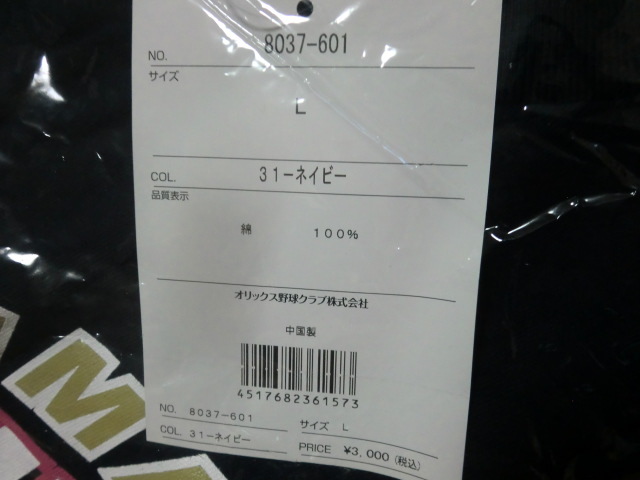 NO. 8037-601
サイズ
L
COL. 31-ネイビー
品質表示
綿 100%
オリックス野球クラブ株式会社
中国製
4517682361573
NO. 8037-601 サイズ L
COL. 31-ネイビー PRICE ¥3,000(税込)
M